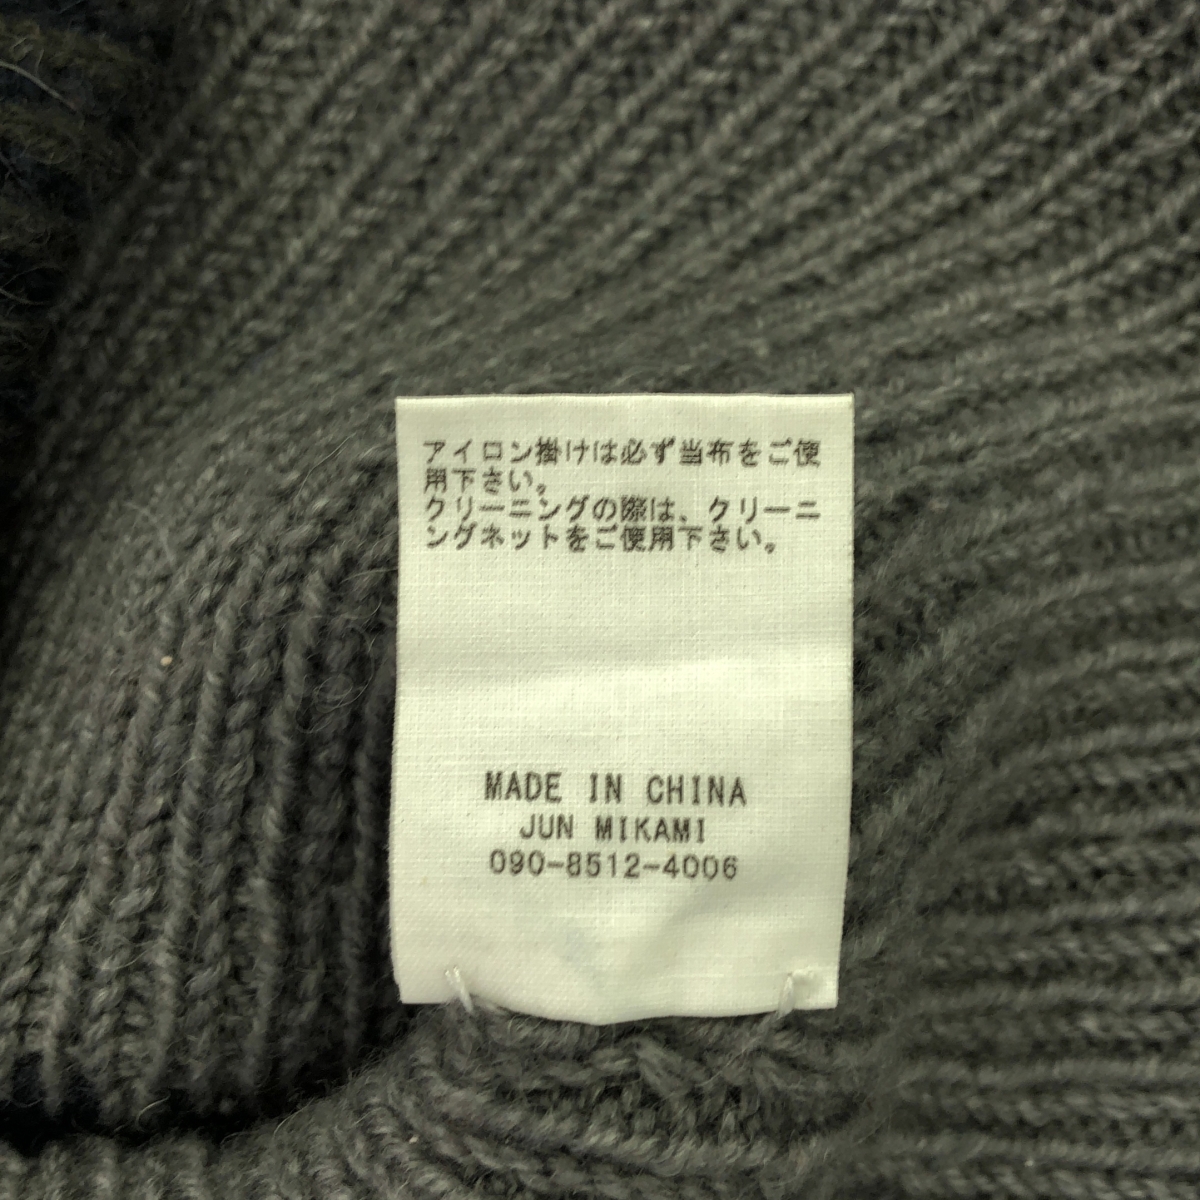 アイロン掛けは必ず当布をご使
用下さい。
クリーニングの際は、クリーニ
ングネットをご使用下さい。
MADE IN CHINA
JUN MIKAMI
090-8512-4006